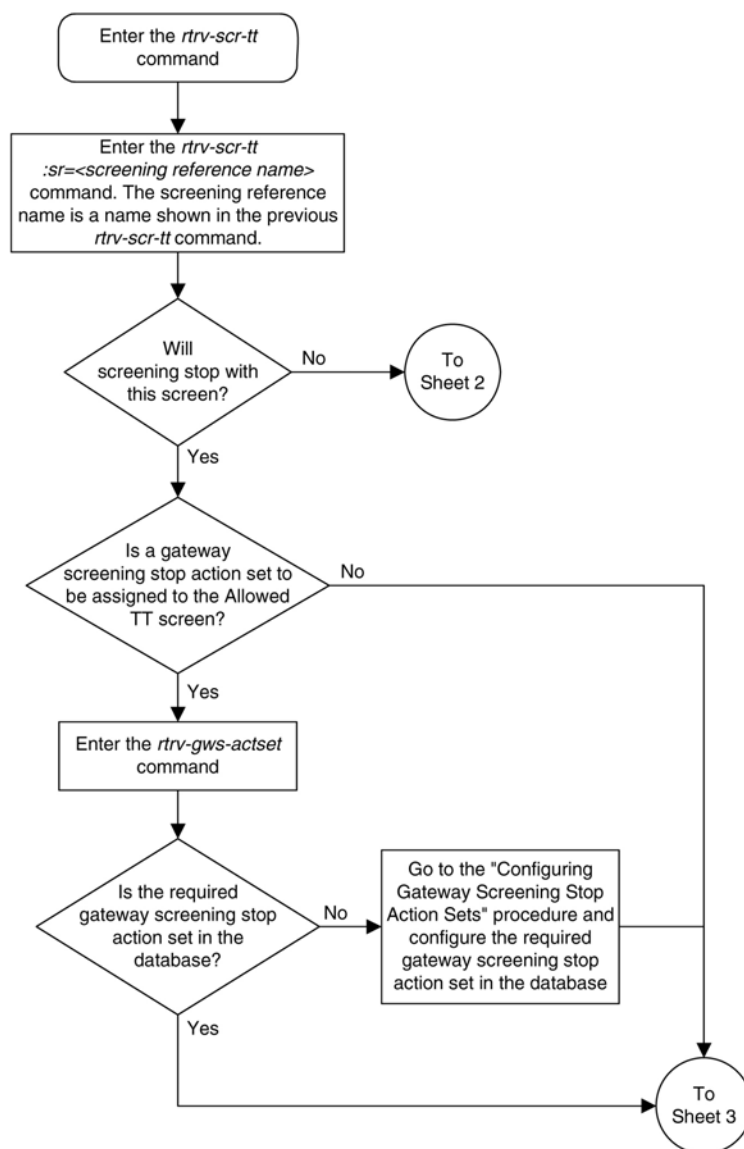 Enter the rtrv-scr-tt
command
Enter the rtrv-scr-tt
:sr=<screening reference name>
command. The screening reference
name is a name shown in the previous
rtrv-scr-tt command.
Will
screening stop with
this screen?
No
To
Sheet 2
Yes
Is a gateway
screening stop action set to
be assigned to the Allowed
TT screen?
No
Yes
Enter the rtrv-gws-actset
command
Is the required
gateway screening stop
action set in the
database?
No
Go to the "Configuring
Gateway Screening Stop
Action Sets" procedure and
configure the required
gateway screening stop
action set in the database
Yes
To
Sheet 3